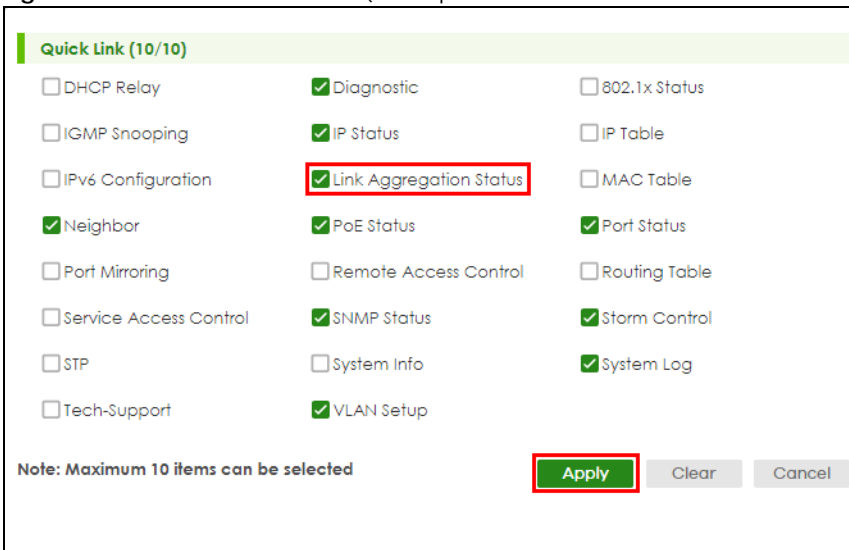 Quick Link (10/10)
DHCP Relay Diagnostic 802.1x Status
IGMP Snooping IP Status IP Table
IPv6 Configuration Link Aggregation Status MAC Table
Neighbor PoE Status Port Status
Port Mirroring Remote Access Control Routing Table
Service Access Control SNMP Status Storm Control
STP System Info System Log
Tech-Support VLAN Setup
Note: Maximum 10 items can be selected Apply Clear Cancel